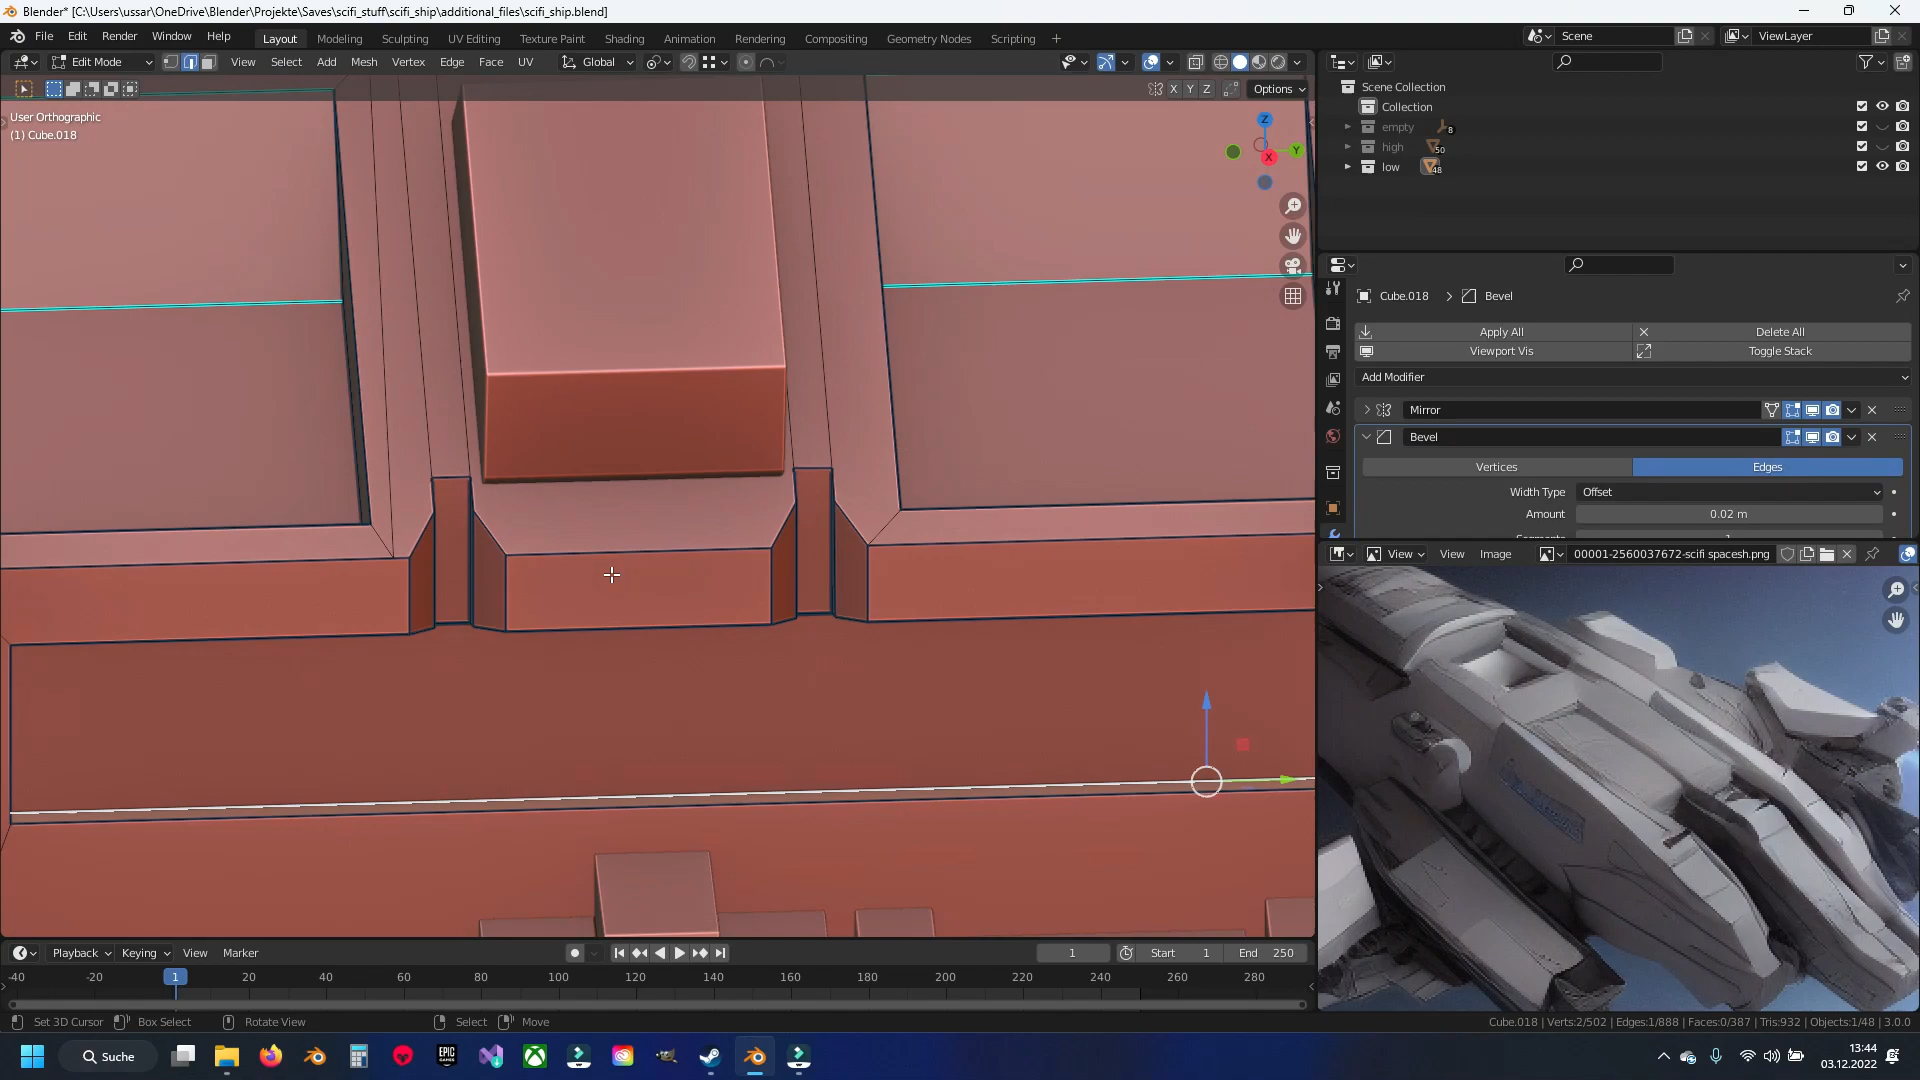 Blender* [C:\Users\ussar\OneDrive\Blender\Projekte\Saves\scifi_stuff\scifi_ship\additional_files\scifi_ship.blend]
File Edit Render Window Help Layout Modeling Sculpting UV Editing Texture Paint Shading Animation Rendering Compositing Geometry Nodes Scripting + Scene ViewLayer
Edit Mode View Select Add Mesh Vertex Edge Face UV Global
X Y Z Options
User Orthographic
(1) Cube.018
Z
Y
X
Scene Collection
Collection
empty 8
high 50
low 48
Cube.018 > Bevel
Apply All Delete All
Viewport Vis Toggle Stack
Add Modifier
Mirror
Bevel
Vertices Edges
Width Type Offset
Amount 0.02 m
View View Image 00001-2560037672-scifi spacesh.png
Playback Keying View Marker 1 Start 1 End 250
-40 -20 1 20 40 60 80 100 120 140 160 180 200 220 240 260 280
Set 3D Cursor Box Select Rotate View Select Move Cube.018 | Verts:2/502 | Edges:1/888 | Faces:0/387 | Tris:932 | Objects:1/48 | 3.0.0
Suche
EPIC GAMES
13:44
03.12.2022